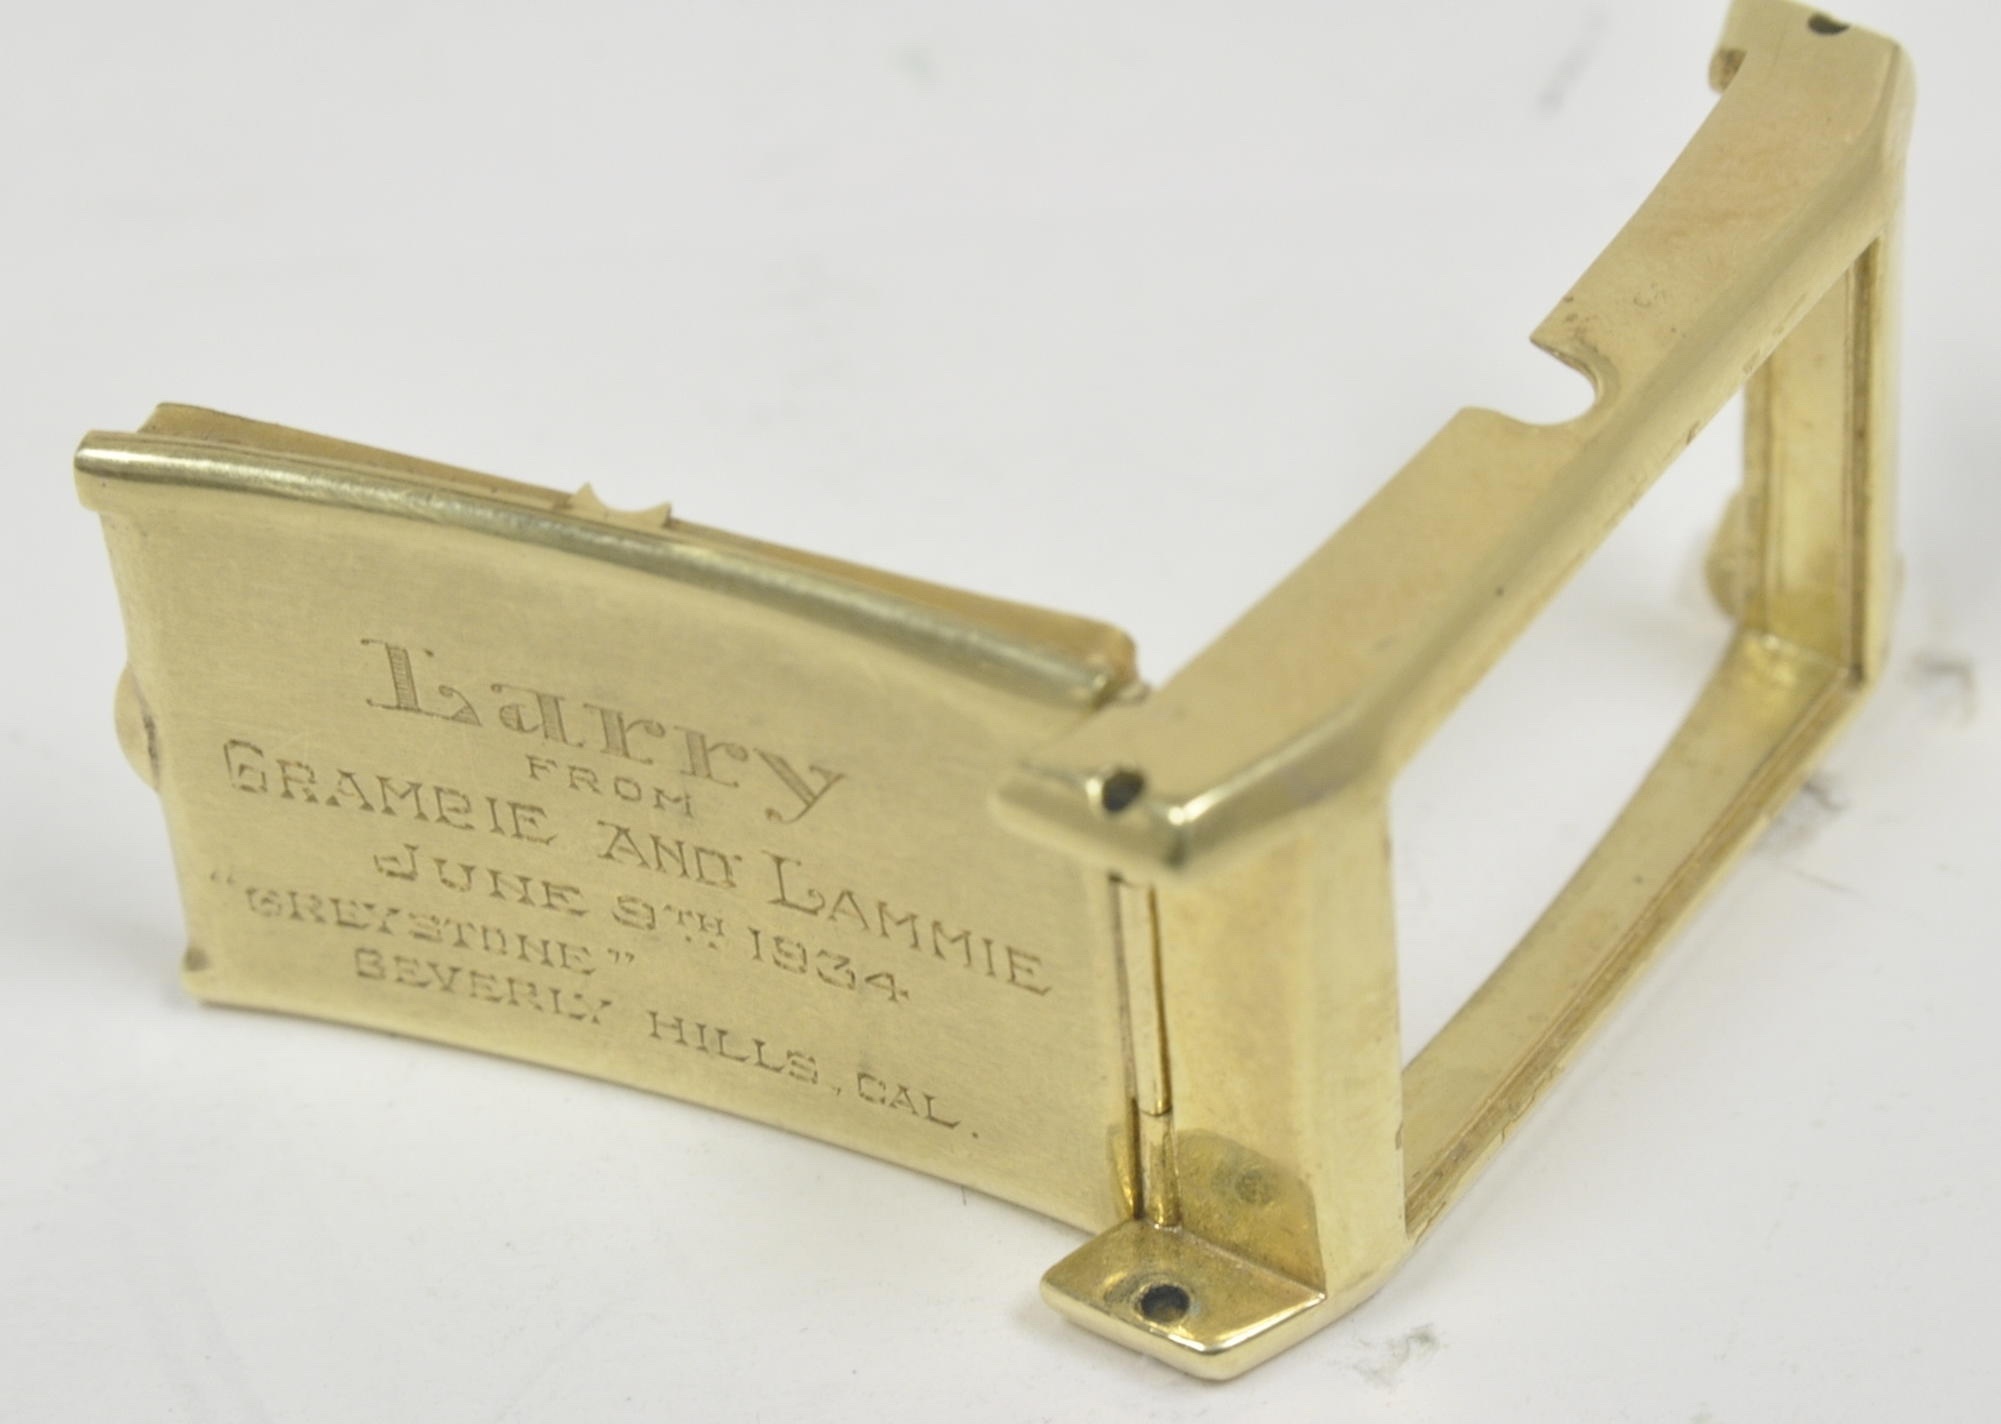 Larry
FROM
GRAMPIE AND LAMMIE
JUNE 9TH 1934
"GREYSTONE"
BEVERLY HILLS, CAL.